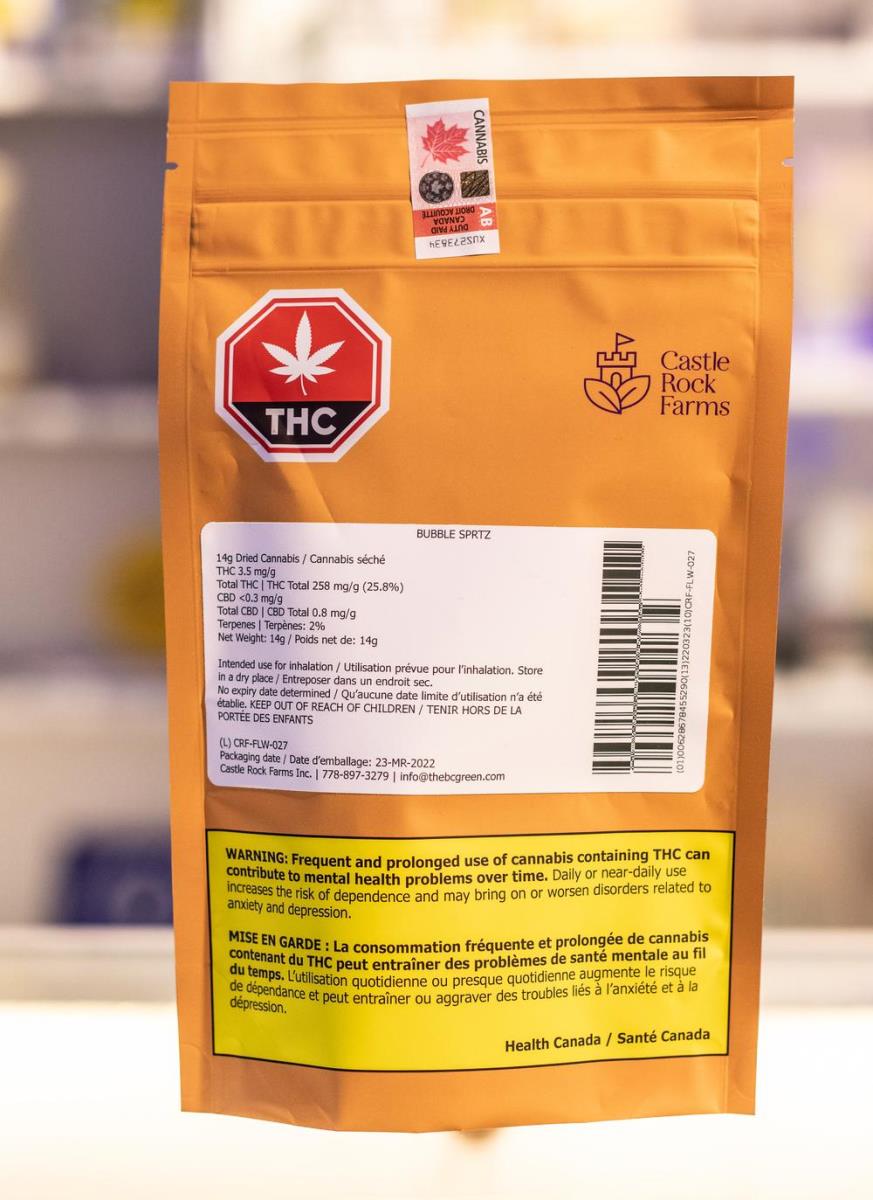 CANNABIS
AB
DUTY PAID
CANADA
DROIT ACQUITTÉ
XUS273834
THC
Castle
Rock
Farms
BUBBLE SPRTZ
14g Dried Cannabis / Cannabis séché
THC 3.5 mg/g
Total THC | THC Total 258 mg/g (25.8%)
CBD <0.3 mg/g
Total CBD | CBD Total 0.8 mg/g
Terpenes | Terpènes: 2%
Net Weight: 14g / Poids net de: 14g
Intended use for inhalation / Utilisation prévue pour l'inhalation. Store
in a dry place / Entreposer dans un endroit sec.
No expiry date determined / Qu'aucune date limite d'utilisation n'a été
établie. KEEP OUT OF REACH OF CHILDREN / TENIR HORS DE LA
PORTÉE DES ENFANTS
(L) CRF-FLW-027
Packaging date / Date d'emballage: 23-MR-2022
Castle Rock Farms Inc. | 778-897-3279 | info@thebcgreen.com
(01)00628678455290(13)220323(10)CRF-FLW-027
WARNING: Frequent and prolonged use of cannabis containing THC can
contribute to mental health problems over time. Daily or near-daily use
increases the risk of dependence and may bring on or worsen disorders related to
anxiety and depression.
MISE EN GARDE : La consommation fréquente et prolongée de cannabis
contenant du THC peut entraîner des problèmes de santé mentale au fil
du temps. L'utilisation quotidienne ou presque quotidienne augmente le risque
de dépendance et peut entraîner ou aggraver des troubles liés à l'anxiété et à la
dépression.
Health Canada / Santé Canada